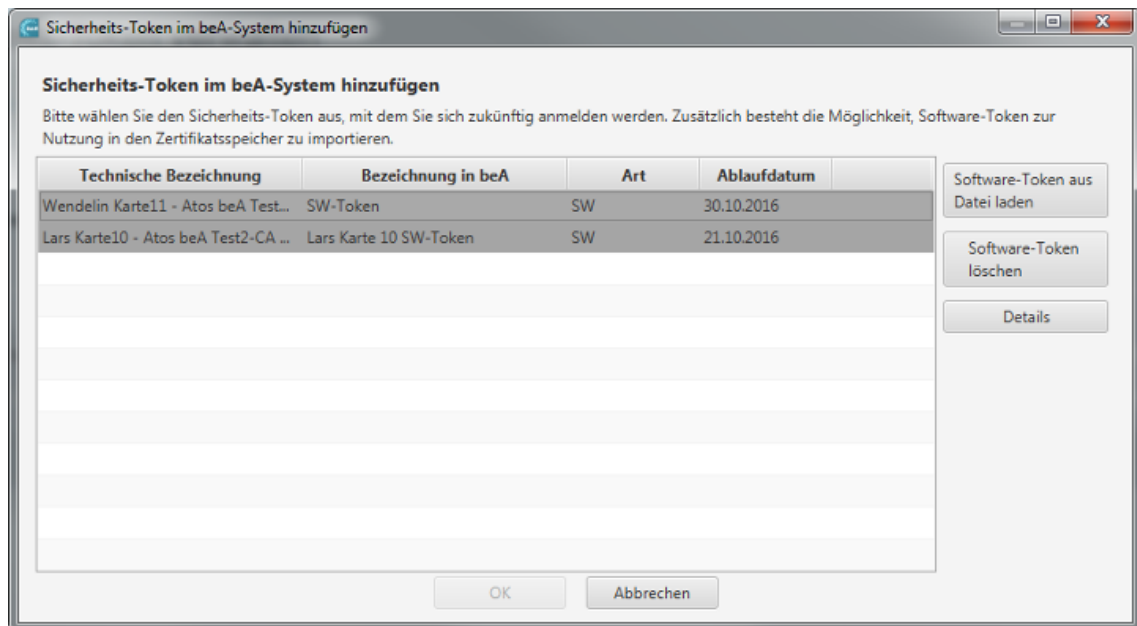 Sicherheits-Token im beA-System hinzufügen
Sicherheits-Token im beA-System hinzufügen
Bitte wählen Sie den Sicherheits-Token aus, mit dem Sie sich zukünftig anmelden werden. Zusätzlich besteht die Möglichkeit, Software-Token zur
Nutzung in den Zertifikatsspeicher zu importieren.
Technische Bezeichnung Bezeichnung in beA Art Ablaufdatum
Wendelin Karte11 - Atos beA Test... SW-Token SW 30.10.2016
Lars Karte10 - Atos beA Test2-CA ... Lars Karte 10 SW-Token SW 21.10.2016
Software-Token aus
Datei laden
Software-Token
löschen
Details
OK Abbrechen